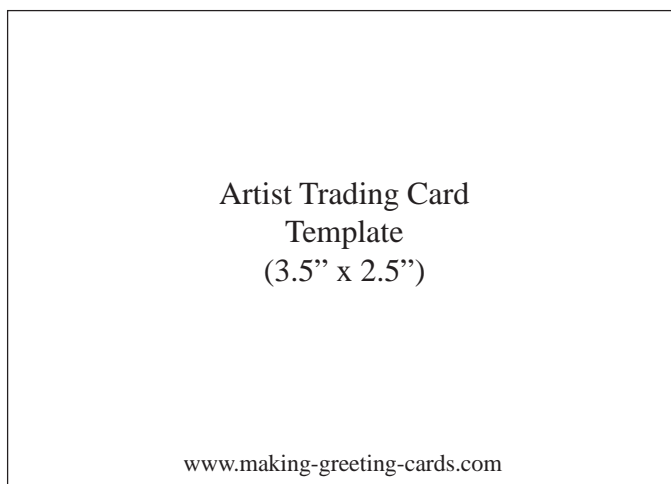 Artist Trading Card
Template
(3.5” x 2.5”)
www.making-greeting-cards.com